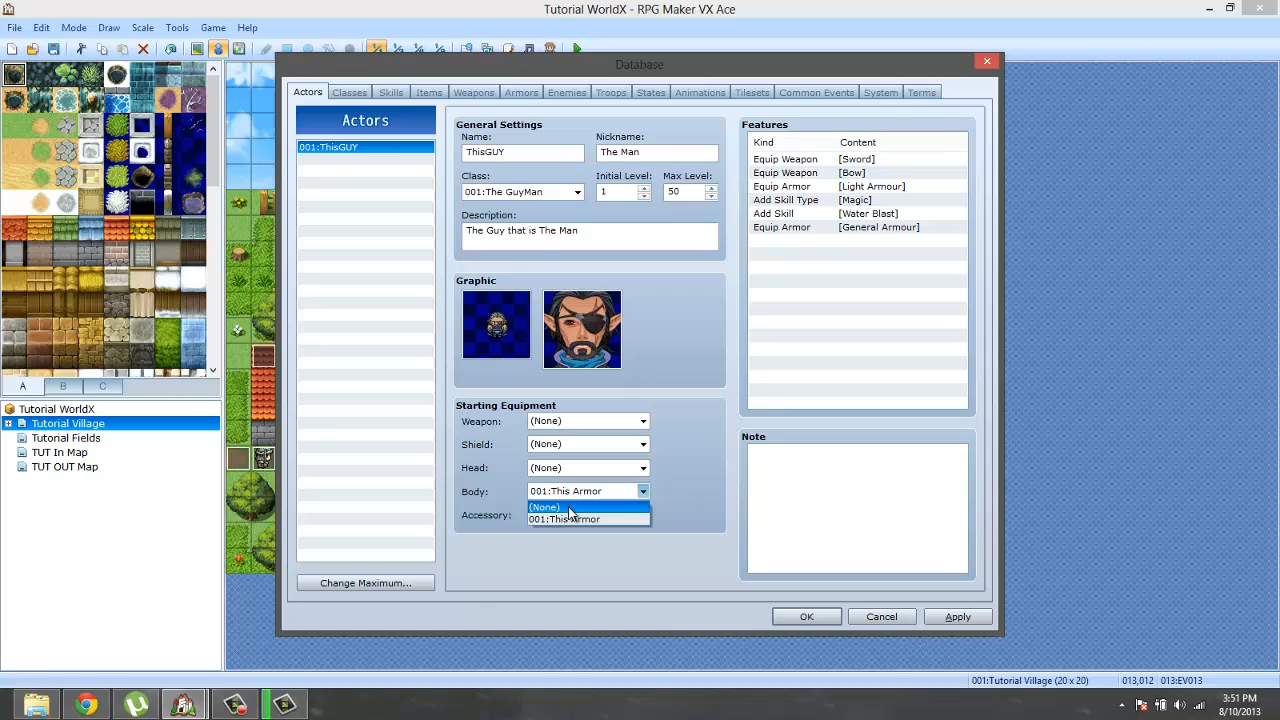 Tutorial WorldX - RPG Maker VX Ace
File Edit Mode Draw Scale Tools Game Help
Database
Actors Classes Skills Items Weapons Armors Enemies Troops States Animations Tilesets Common Events System Terms
Actors
001:ThisGUY
Change Maximum...
General Settings
Name: Nickname:
ThisGUY The Man
Class: Initial Level: Max Level:
001:The GuyMan 1 50
Description:
The Guy that is The Man
Graphic
Starting Equipment
Weapon: (None)
Shield: (None)
Head: (None)
Body: 001:This Armor
(None)
001:This Armor
Accessory:
Features
Kind Content
Equip Weapon [Sword]
Equip Weapon [Bow]
Equip Armor [Light Armour]
Add Skill Type [Magic]
Add Skill [Water Blast]
Equip Armor [General Armour]
Note
OK Cancel Apply
A B C
Tutorial WorldX
Tutorial Village
Tutorial Fields
TUT In Map
TUT OUT Map
001:Tutorial Village (20 x 20) 013,012 013:EV013
3:51 PM
8/10/2013